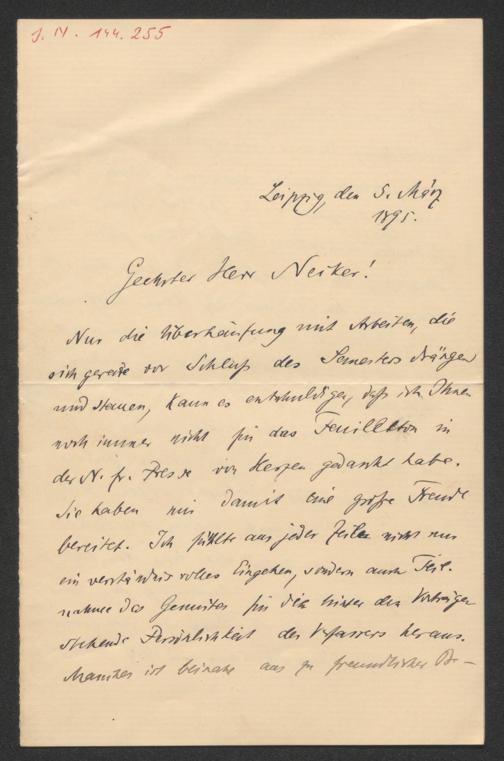 J. N. 144.255
Leipzig, den 5. März
1895.
Geehrter Herr Necker!
Nur die Überhäufung mit Arbeiten, die
sich gerade vor Schluß des Semesters drängen
und stauen, kann es entschuldigen, daß ich Ihnen
noch immer nicht für das Feuilleton in
der N. fr. Presse von Herzen gedankt habe.
Sie haben mir damit eine große Freude
bereitet. Ich fühlte aus jeder Zeile nicht nur
ein verständnisvolles Eingehen, sondern auch Teil-
nahme des Gemütes für die hinter den Vorträgen
stehende Persönlichkeit des Verfassers heraus.
Manches ist beinahe aus zu freundlicher Be-